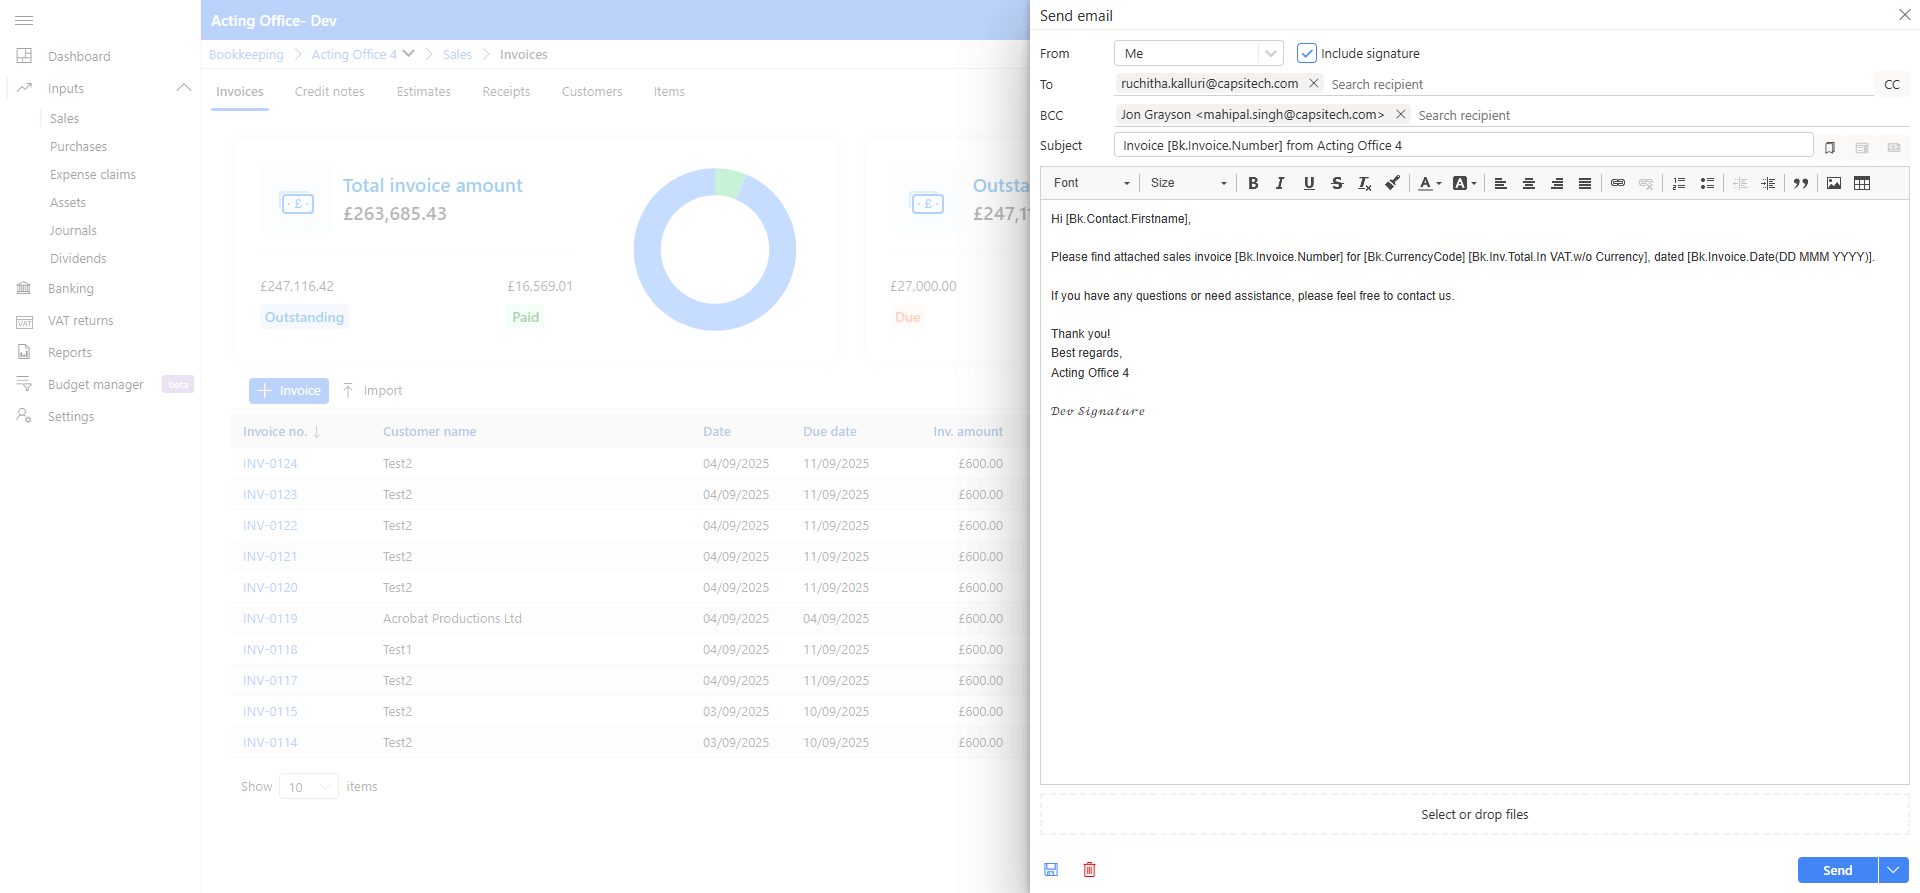 Acting Office- Dev
Bookkeeping Acting Office 4 Sales Invoices
Dashboard
Inputs
Sales
Purchases
Expense claims
Assets
Journals
Dividends
Banking
VAT returns
Reports
Budget manager beta
Settings
Invoices Credit notes Estimates Receipts Customers Items
Total invoice amount
£263,685.43
£247,116.42 £16,569.01
Outstanding Paid
Outsta
£247,1
£27,000.00
Due
Invoice Import
Invoice no. Customer name Date Due date Inv. amount
INV-0124 Test2 04/09/2025 11/09/2025 £600.00
INV-0123 Test2 04/09/2025 11/09/2025 £600.00
INV-0122 Test2 04/09/2025 11/09/2025 £600.00
INV-0121 Test2 04/09/2025 11/09/2025 £600.00
INV-0120 Test2 04/09/2025 11/09/2025 £600.00
INV-0119 Acrobat Productions Ltd 04/09/2025 04/09/2025 £600.00
INV-0118 Test1 04/09/2025 11/09/2025 £600.00
INV-0117 Test2 04/09/2025 11/09/2025 £600.00
INV-0115 Test2 03/09/2025 10/09/2025 £600.00
INV-0114 Test2 03/09/2025 10/09/2025 £600.00
Show 10 items
Send email
From Me Include signature
To ruchitha.kalluri@capsitech.com Search recipient CC
BCC Jon Grayson <mahipal.singh@capsitech.com> Search recipient
Subject Invoice [Bk.Invoice.Number] from Acting Office 4
Font Size
Hi [Bk.Contact.Firstname],
Please find attached sales invoice [Bk.Invoice.Number] for [Bk.CurrencyCode] [Bk.Inv.Total.In VAT.w/o Currency], dated [Bk.Invoice.Date(DD MMM YYYY)].
If you have any questions or need assistance, please feel free to contact us.
Thank you!
Best regards,
Acting Office 4
Dev Signature
Select or drop files
Send